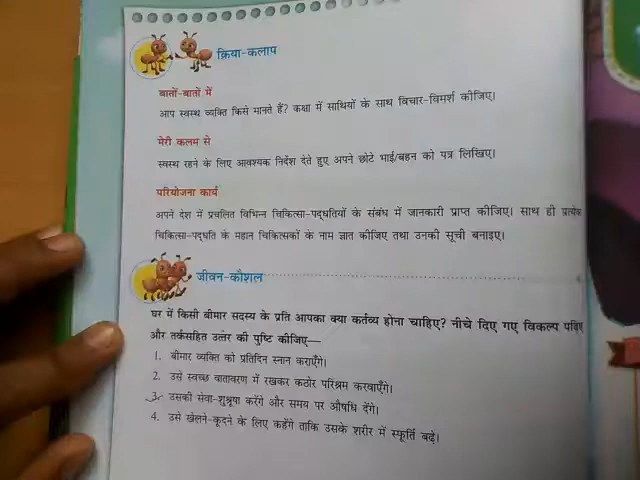 क्रिया-कलाप
बातों-बातों में
आप स्वस्थ व्यक्ति किसे मानते हैं? कक्षा में साथियों के साथ विचार-विमर्श कीजिए।
मेरी कलम से
स्वस्थ रहने के लिए आवश्यक निर्देश देते हुए अपने छोटे भाई/बहन को पत्र लिखिए।
परियोजना कार्य
अपने देश में प्रचलित विभिन्न चिकित्सा-पद्धतियों के संबंध में जानकारी प्राप्त कीजिए। साथ ही प्रत्येक
चिकित्सा-पद्धति के महान चिकित्सकों के नाम ज्ञात कीजिए तथा उनकी सूची बनाइए।
जीवन-कौशल
घर में किसी बीमार सदस्य के प्रति आपका क्या कर्तव्य होना चाहिए? नीचे दिए गए विकल्प पढ़िए
और तर्कसहित उत्तर की पुष्टि कीजिए—
1. बीमार व्यक्ति को प्रतिदिन स्नान कराएँगे।
2. उसे स्वच्छ वातावरण में रखकर कठोर परिश्रम करवाएँगे।
3. उसकी सेवा-शुश्रूषा करेंगे और समय पर औषधि देंगे।
4. उसे खेलने-कूदने के लिए कहेंगे ताकि उसके शरीर में स्फूर्ति बढ़े।